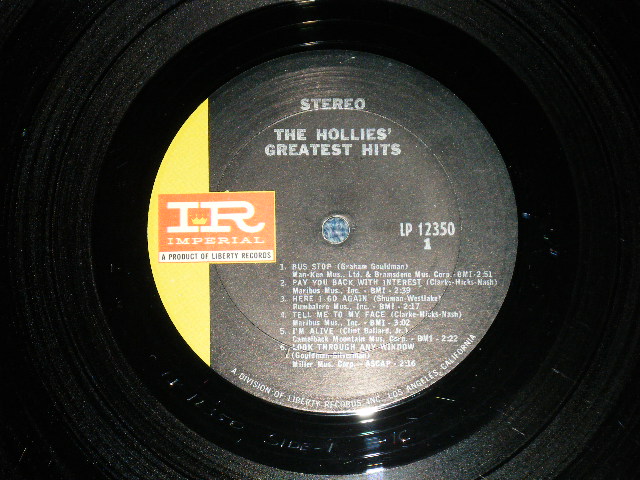 STEREO
THE HOLLIES'
GREATEST HITS
IR
IMPERIAL
A PRODUCT OF LIBERTY RECORDS
LP 12350
1
1. BUS STOP (Graham Gouldman)
Man-Ken Mus., Ltd. & Bramsdene Mus. Corp. - BMI - 2:51
2. PAY YOU BACK WITH INTEREST (Clarke-Hicks-Nash)
Maribus Mus., Inc. - BMI - 2:39
3. HERE I GO AGAIN (Shuman-Westlake)
Rumbalero Mus., Inc. - BMI - 2:17
4. TELL ME TO MY FACE (Clarke-Hicks-Nash)
Maribus Mus., Inc. - BMI - 3:02
5. I'M ALIVE (Clint Ballard, Jr.)
Camelback Mountain Mus. Corp. - BMI - 2:22
6. LOOK THROUGH ANY WINDOW
(Gouldman-Silverman)
Miller Mus. Corp. - ASCAP - 2:16
A DIVISION OF LIBERTY RECORDS INC., LOS ANGELES, CALIFORNIA